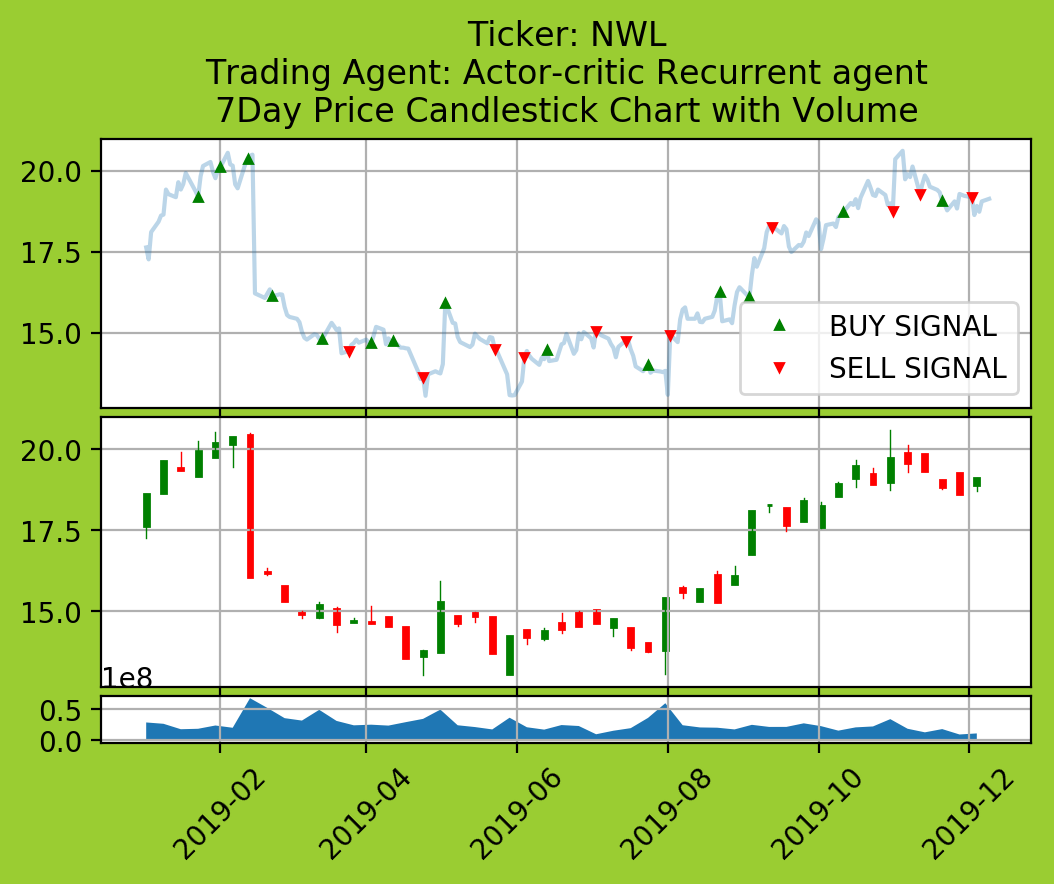 Ticker: NWL
Trading Agent: Actor-critic Recurrent agent
7Day Price Candlestick Chart with Volume
20.0
17.5
15.0
BUY SIGNAL
SELL SIGNAL
20.0
17.5
15.0
1e8
0.5
0.0
2019-02
2019-04
2019-06
2019-08
2019-10
2019-12